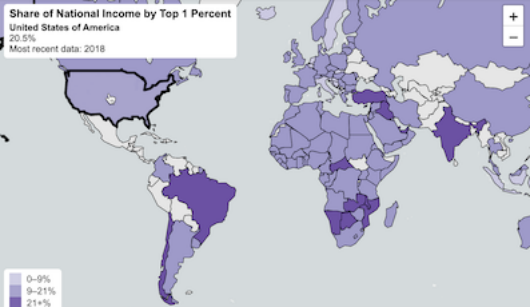 Share of National Income by Top 1 Percent
United States of America
20.5%
Most recent data: 2018
+
−
0–9%
9–21%
21+%